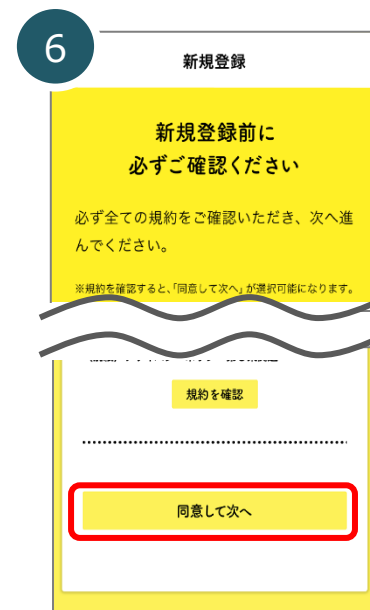 6
新規登録
新規登録前に
必ずご確認ください
必ず全ての規約をご確認いただき、次へ進
んでください。
※規約を確認すると、「同意して次へ」が選択可能になります。
規約を確認
同意して次へ